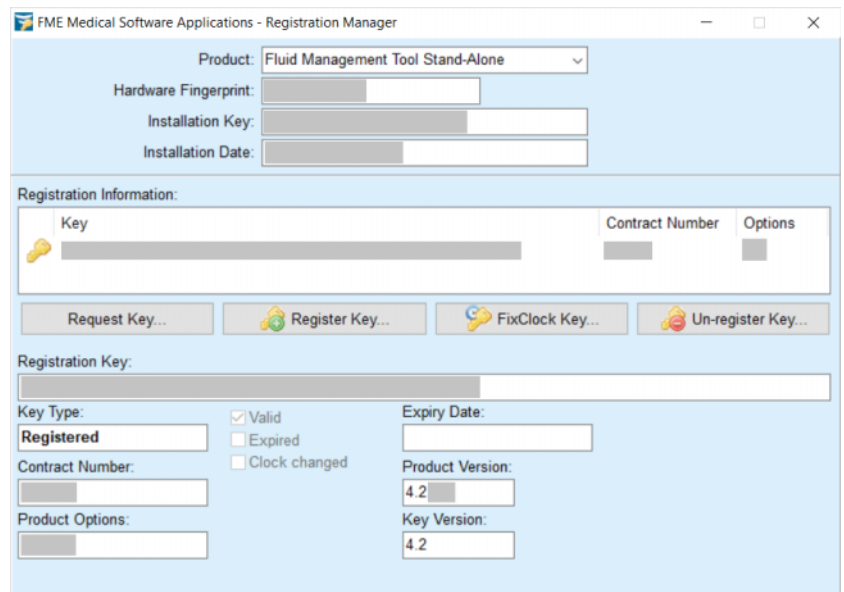 FME Medical Software Applications - Registration Manager
Product: Fluid Management Tool Stand-Alone
Hardware Fingerprint:
Installation Key:
Installation Date:
Registration Information:
Key Contract Number Options
Request Key... Register Key... FixClock Key... Un-register Key...
Registration Key:
Key Type: Valid Expiry Date:
Registered Expired
Contract Number: Clock changed Product Version:
4.2
Product Options: Key Version:
4.2